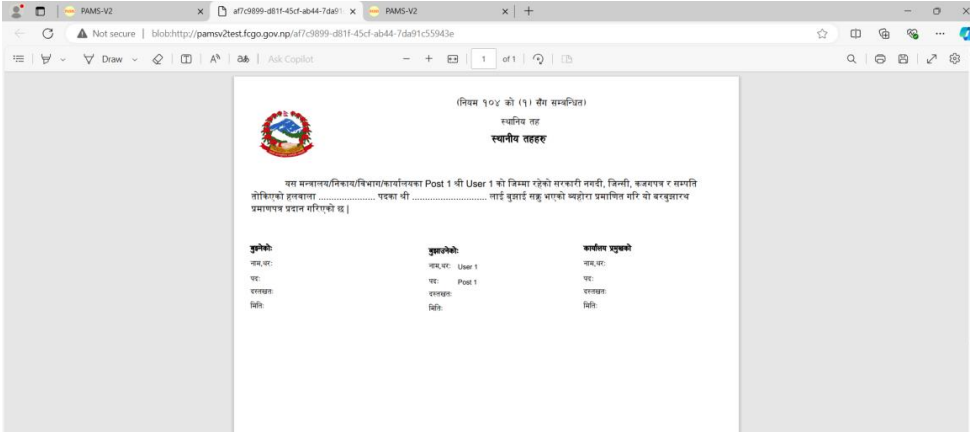 PAMS-V2
af7c9899-d81f-45cf-ab44-7da91
PAMS-V2
Not secure | blob:http://pamsv2test.fcgo.gov.np/af7c9899-d81f-45cf-ab44-7da91c55943e
Draw Ask Copilot 1 of 1
(नियम १०४ को (१) सँग सम्बन्धित)
स्थानिय तह
स्थानीय तहहरु
यस मन्त्रालय/निकाय/विभाग/कार्यालयका Post 1 श्री User 1 को जिम्मा रहेको सरकारी नगदी, जिन्सी, कजगपत्र र सम्पति
तोकिएको हलवाला ...................... पदका श्री ............................. लाई बुझाई सक्नु भएको ब्यहोरा प्रमाणित गरि यो बरबुझारथ
प्रमाणपत्र प्रदान गरिएको छ |
बुझ्नेकोः बुझाउनेकोः कार्यालय प्रमुखको
नाम,थरः नाम,थरः User 1 नाम,थरः
पदः पदः Post 1 पदः
दस्तखतः दस्तखतः दस्तखतः
मितिः मितिः मितिः